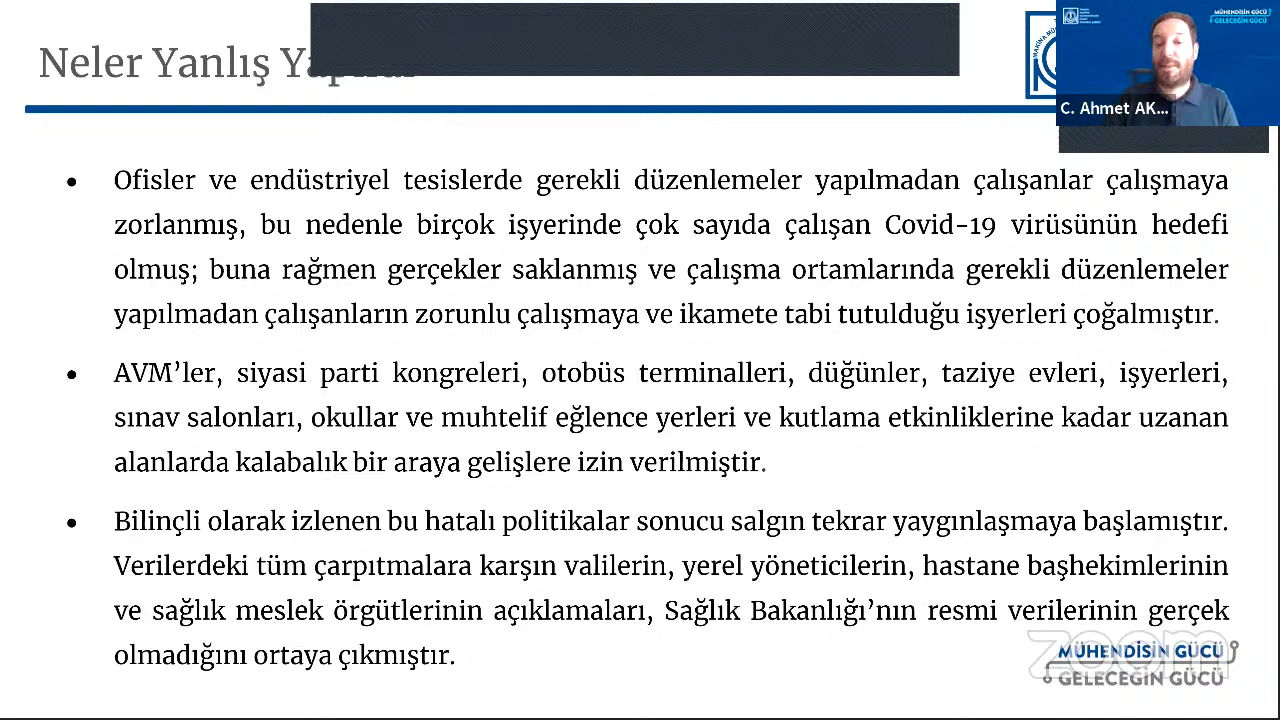 Neler Yanlış
MÜHENDİSİN GÜCÜ
GELECEĞİN GÜCÜ
C. Ahmet AK...
• Ofisler ve endüstriyel tesislerde gerekli düzenlemeler yapılmadan çalışanlar çalışmaya
zorlanmış, bu nedenle birçok işyerinde çok sayıda çalışan Covid-19 virüsünün hedefi
olmuş; buna rağmen gerçekler saklanmış ve çalışma ortamlarında gerekli düzenlemeler
yapılmadan çalışanların zorunlu çalışmaya ve ikamete tabi tutulduğu işyerleri çoğalmıştır.
• AVM’ler, siyasi parti kongreleri, otobüs terminalleri, düğünler, taziye evleri, işyerleri,
sınav salonları, okullar ve muhtelif eğlence yerleri ve kutlama etkinliklerine kadar uzanan
alanlarda kalabalık bir araya gelişlere izin verilmiştir.
• Bilinçli olarak izlenen bu hatalı politikalar sonucu salgın tekrar yaygınlaşmaya başlamıştır.
Verilerdeki tüm çarpıtmalara karşın valilerin, yerel yöneticilerin, hastane başhekimlerinin
ve sağlık meslek örgütlerinin açıklamaları, Sağlık Bakanlığı’nın resmi verilerinin gerçek
olmadığını ortaya çıkmıştır.
zoom
MÜHENDİSİN GÜCÜ
GELECEĞİN GÜCÜ